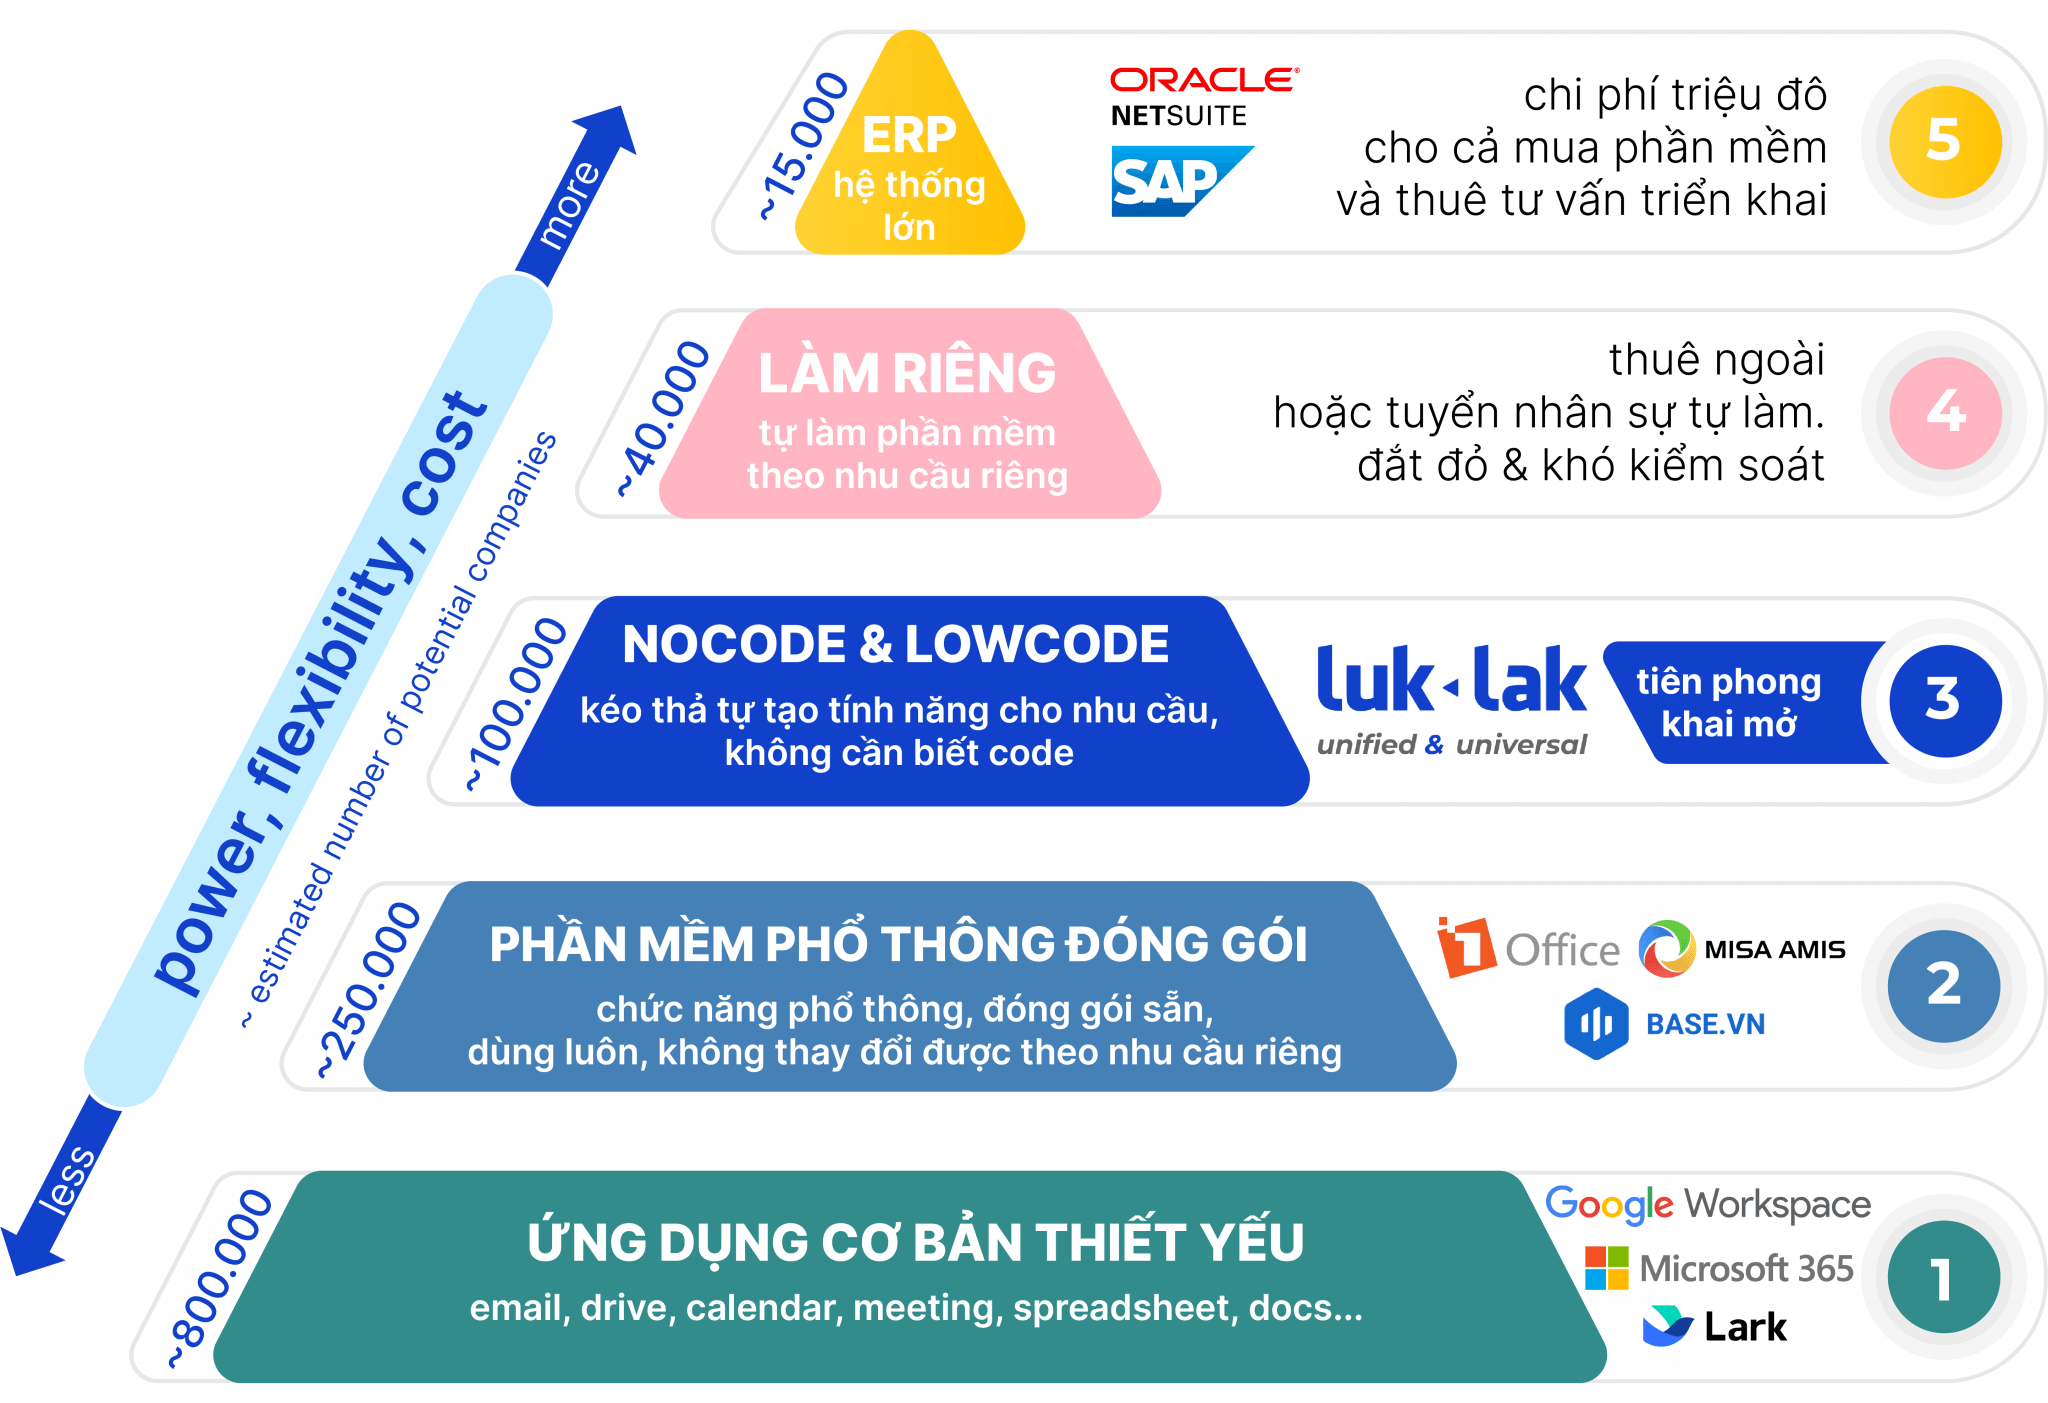 more
power, flexibility, cost
less
~ estimated number of potential companies
~15.000
ERP
hệ thống
lớn
ORACLE®
NETSUITE
SAP
chi phí triệu đô
cho cả mua phần mềm
và thuê tư vấn triển khai
5
~40.000
LÀM RIÊNG
tự làm phần mềm
theo nhu cầu riêng
thuê ngoài
hoặc tuyển nhân sự tự làm.
đắt đỏ & khó kiểm soát
4
~100.000
NOCODE & LOWCODE
kéo thả tự tạo tính năng cho nhu cầu,
không cần biết code
luk lak
unified & universal
tiên phong
khai mở
3
~250.000
PHẦN MỀM PHỔ THÔNG ĐÓNG GÓI
chức năng phổ thông, đóng gói sẵn,
dùng luôn, không thay đổi được theo nhu cầu riêng
1 Office
MISA AMIS
BASE.VN
2
~800.000
ỨNG DỤNG CƠ BẢN THIẾT YẾU
email, drive, calendar, meeting, spreadsheet, docs...
Google Workspace
Microsoft 365
Lark
1